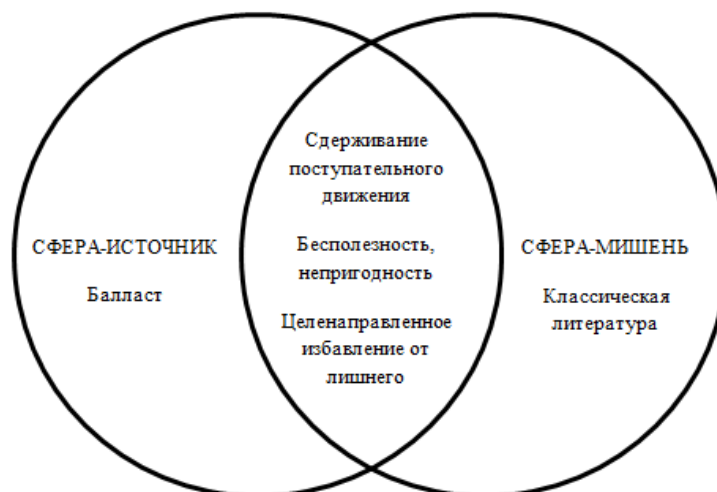 СФЕРА-ИСТОЧНИК
Балласт
Сдерживание
поступательного
движения
Бесполезность,
непригодность
Целенаправленное
избавление от
лишнего
СФЕРА-МИШЕНЬ
Классическая
литература